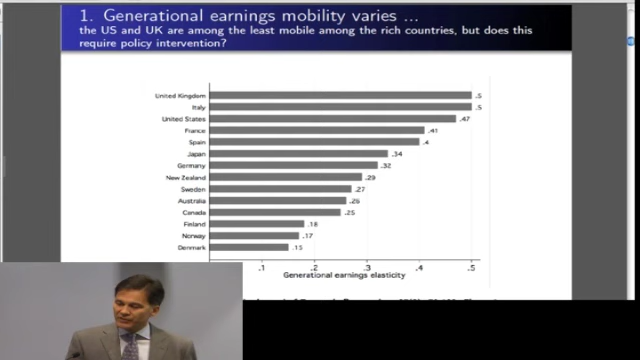 1. Generational earnings mobility varies ...
the US and UK are among the least mobile among the rich countries, but does this
require policy intervention?
United Kingdom .5
Italy .5
United States .47
France .41
Spain .4
Japan .34
Germany .32
New Zealand .29
Sweden .27
Australia .26
Canada .25
Finland .18
Norway .17
Denmark .15
.1 .2 .3 .4 .5
Generational earnings elasticity